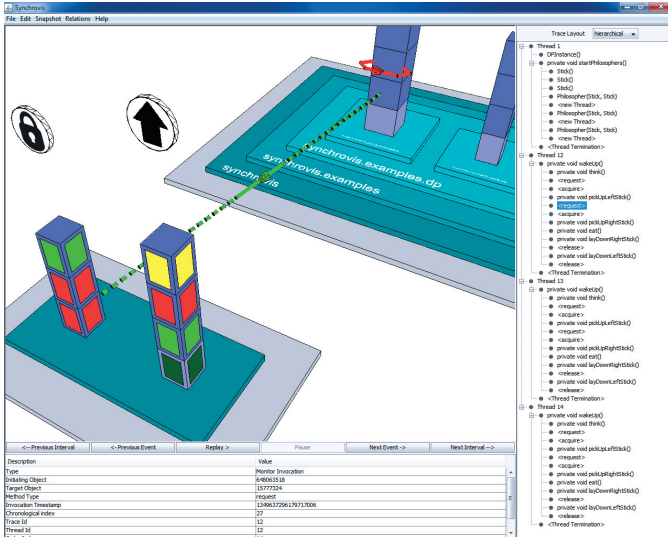 Synchrovis
File Edit Snapshot Relations Help
synchrovis.examples.dp
synchrovis.examples
synchrovis
Trace Layout hierarchical
Thread 1
DPInstance()
private void startPhilosophers()
Stick()
Stick()
Stick()
Philosopher(Stick, Stick)
<new Thread>
Philosopher(Stick, Stick)
<new Thread>
Philosopher(Stick, Stick)
<new Thread>
<Thread Termination>
Thread 12
private void wakeUp()
private void think()
<request>
<acquire>
private void pickUpLeftStick()
<request>
<acquire>
private void pickUpRightStick()
private void eat()
private void layDownRightStick()
<release>
private void layDownLeftStick()
<release>
<Thread Termination>
Thread 13
private void wakeUp()
private void think()
<request>
<acquire>
private void pickUpLeftStick()
<request>
<acquire>
private void pickUpRightStick()
private void eat()
private void layDownRightStick()
<release>
private void layDownLeftStick()
<release>
<Thread Termination>
Thread 14
private void wakeUp()
private void think()
<request>
<acquire>
private void pickUpLeftStick()
<request>
<acquire>
private void pickUpRightStick()
private void eat()
private void layDownRightStick()
<release>
private void layDownLeftStick()
<release>
<Thread Termination>
<-- Previous Interval <- Previous Event Replay > Pause Next Event -> Next Interval -->
Description Value
Type Monitor Invocation
Initiating Object 648063518
Target Object 15777324
Method Type request
Invocation Timestamp 1349637296179717006
Chronological index 27
Trace Id 12
Thread Id 12